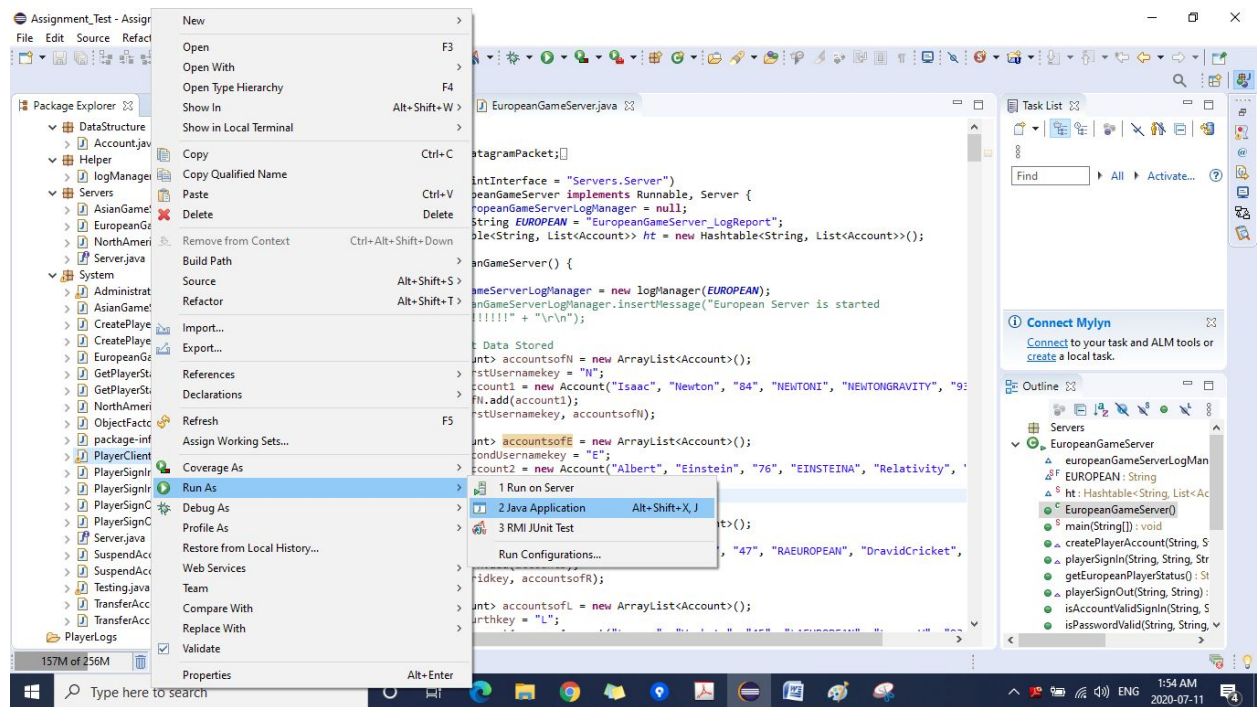 Assignment_Test - Assign
File Edit Source Refact
Package Explorer
DataStructure
Account.jav
Helper
logManager
Servers
AsianGameS
EuropeanGa
NorthAmeri
Server.java
System
Administrat
AsianGameS
CreatePlaye
CreatePlaye
EuropeanGa
GetPlayerSta
GetPlayerSta
NorthAmeri
ObjectFacto
package-inf
PlayerClient
PlayerSignIr
PlayerSignIr
PlayerSignO
PlayerSignO
Server.java
SuspendAcc
SuspendAcc
Testing.java
TransferAcc
TransferAcc
PlayerLogs
157M of 256M
New
Open F3
Open With
Open Type Hierarchy F4
Show In Alt+Shift+W
Show in Local Terminal
Copy Ctrl+C
Copy Qualified Name
Paste Ctrl+V
Delete Delete
Remove from Context Ctrl+Alt+Shift+Down
Build Path
Source Alt+Shift+S
Refactor Alt+Shift+T
Import...
Export...
References
Declarations
Refresh F5
Assign Working Sets...
Coverage As
Run As
Debug As
Profile As
Restore from Local History...
Web Services
Team
Compare With
Replace With
Validate
Properties Alt+Enter
1 Run on Server
2 Java Application Alt+Shift+X, J
3 RMI JUnit Test
Run Configurations...
EuropeanGameServer.java
atagramPacket;
intInterface = "Servers.Server")
peanGameServer implements Runnable, Server {
ropeanGameServerLogManager = null;
String EUROPEAN = "EuropeanGameServer_LogReport";
ble<String, List<Account>> ht = new Hashtable<String, List<Account>>();
anGameServer() {
ameServerLogManager = new logManager(EUROPEAN);
anGameServerLogManager.insertMessage("European Server is started
!!!!!!" + "\r\n");
t Data Stored
unt> accountsofN = new ArrayList<Account>();
rstUsernamekey = "N";
ccount1 = new Account("Isaac", "Newton", "84", "NEWTONI", "NEWTONGRAVITY", "93
fN.add(account1);
rstUsernamekey, accountsofN);
unt> accountsofE = new ArrayList<Account>();
condUsernamekey = "E";
ccount2 = new Account("Albert", "Einstein", "76", "EINSTEINA", "Relativity", "
t>();
, "47", "RAEUROPEAN", "DravidCricket",
ridkey, accountsofR);
unt> accountsofL = new ArrayList<Account>();
urthkey = "L";
Task List
Find All Activate...
Connect Mylyn
Connect to your task and ALM tools or
create a local task.
Outline
Servers
EuropeanGameServer
europeanGameServerLogMan
EUROPEAN : String
ht : Hashtable<String, List<Ac
EuropeanGameServer()
main(String[]) : void
createPlayerAccount(String, S
playerSignIn(String, String, Str
getEuropeanPlayerStatus() : St
playerSignOut(String, String) :
isAccountValidSignIn(String, S
isPasswordValid(String, String,
Type here to search
ENG
1:54 AM
2020-07-11
4